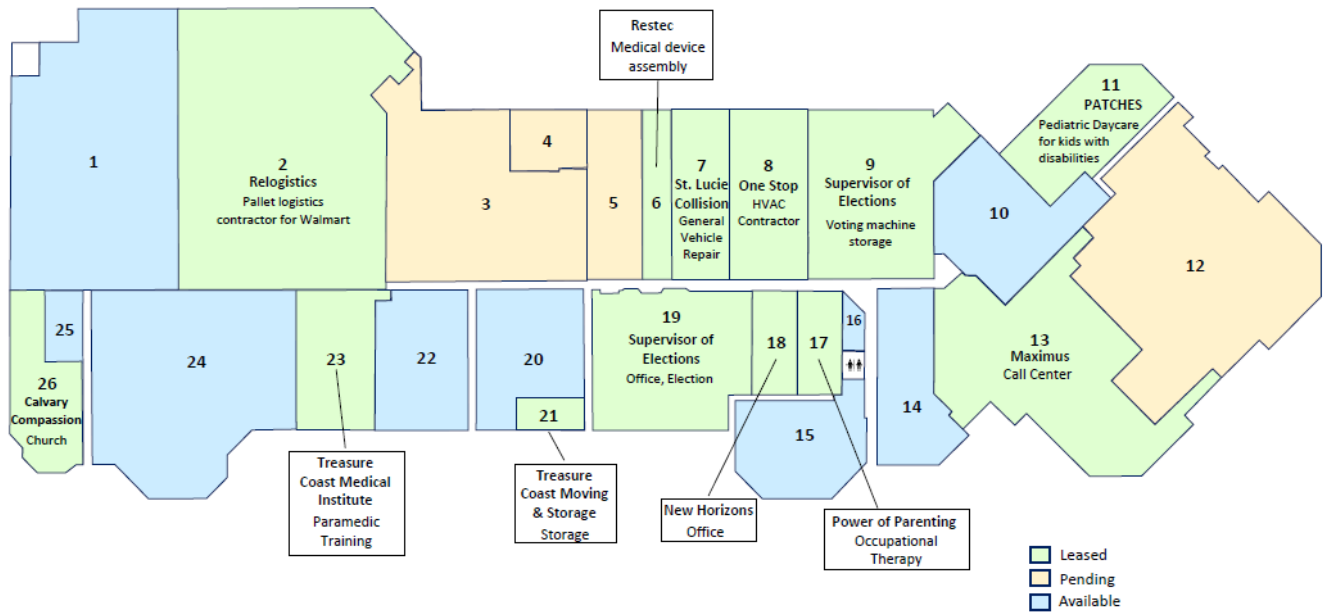 Restec
Medical device
assembly
11
PATCHES
Pediatric Daycare
for kids with
disabilities
1
2
Relogistics
Pallet logistics
contractor for Walmart
3
4
5
6
7
St. Lucie
Collision
General
Vehicle
Repair
8
One Stop
HVAC
Contractor
9
Supervisor of
Elections
Voting machine
storage
10
12
13
Maximus
Call Center
14
15
16
17
18
19
Supervisor of
Elections
Office, Election
20
21
22
23
24
25
26
Calvary
Compassion
Church
Treasure
Coast Medical
Institute
Paramedic
Training
Treasure
Coast Moving
& Storage
Storage
New Horizons
Office
Power of Parenting
Occupational
Therapy
Leased
Pending
Available